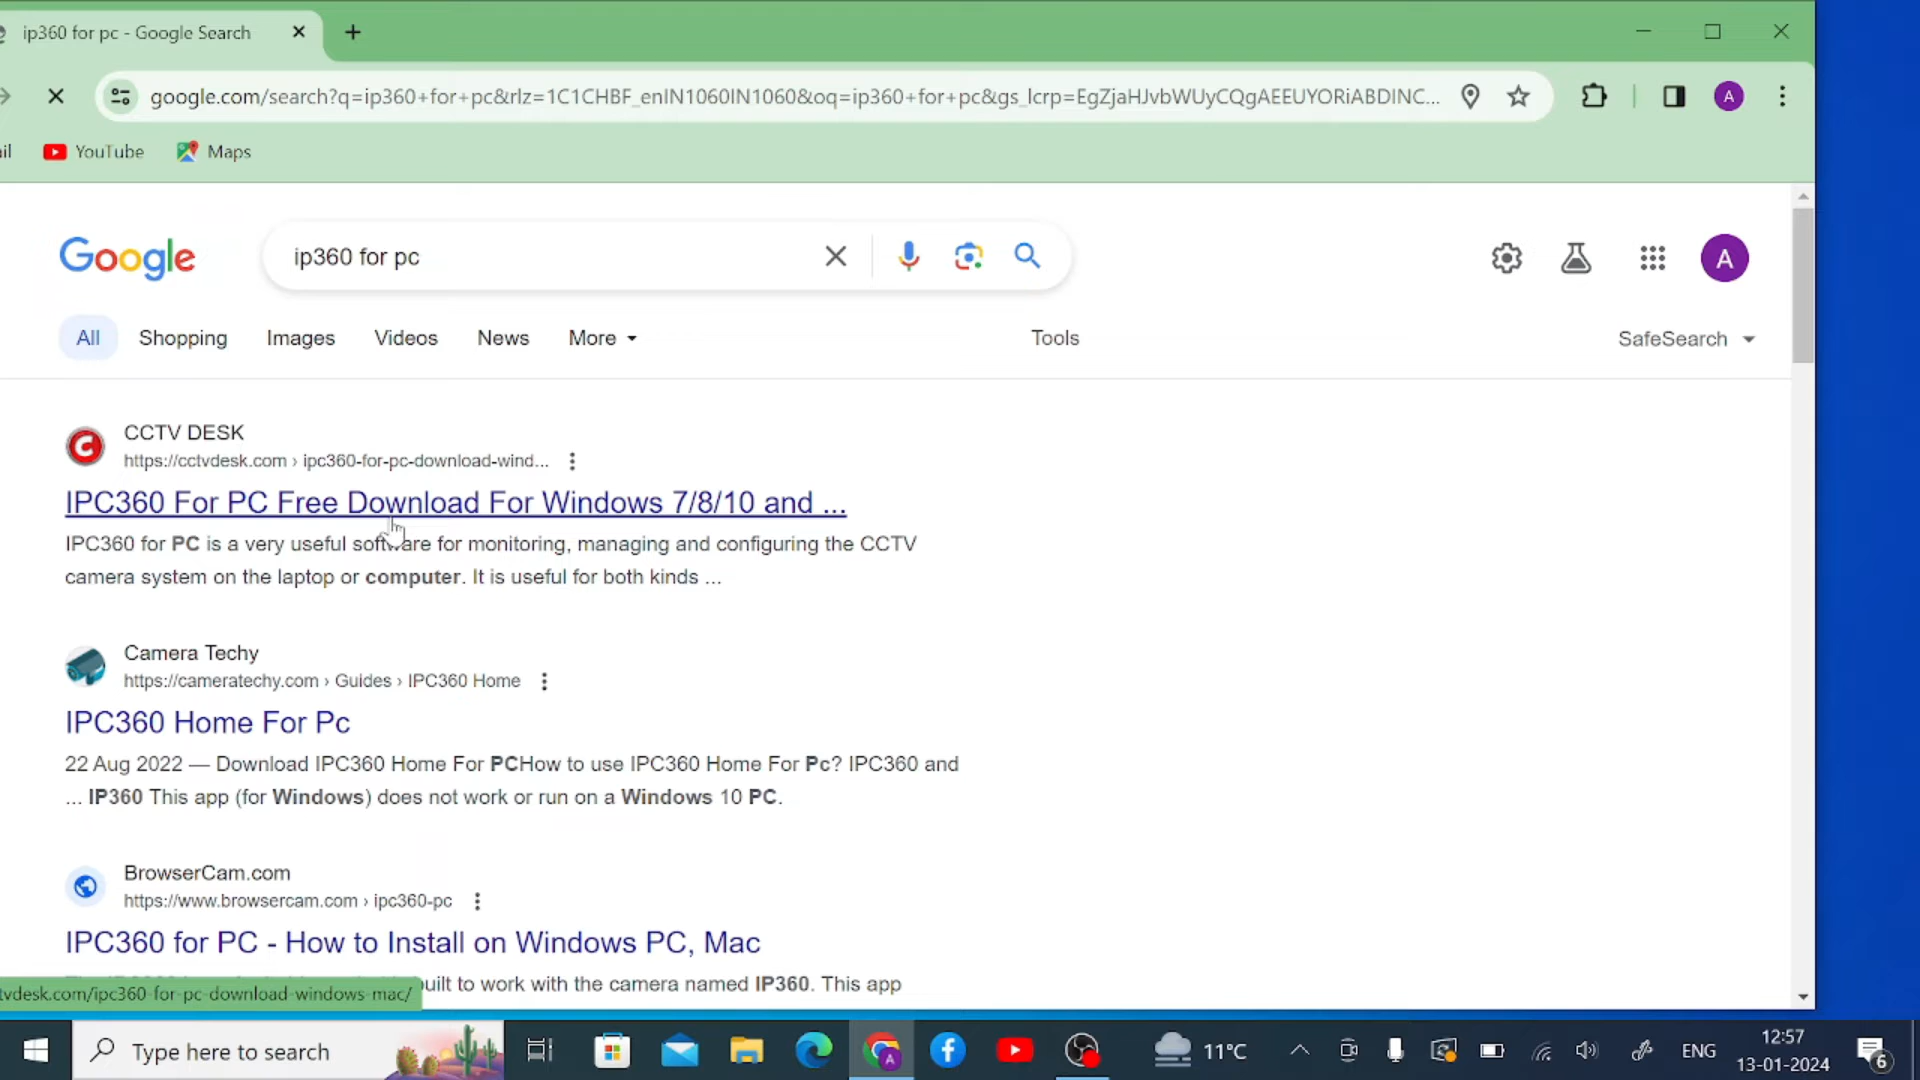 ip360 for pc - Google Search
google.com/search?q=ip360+for+pc&rlz=1C1CHBF_enIN1060IN1060&oq=ip360+for+pc&gs_lcrp=EgZjaHJvbWUyCQgAEEUYORiABDINC...
A
il
YouTube
Maps
Google
ip360 for pc
A
All
Shopping
Images
Videos
News
More
Tools
SafeSearch
CCTV DESK
https://cctvdesk.com › ipc360-for-pc-download-wind...
IPC360 For PC Free Download For Windows 7/8/10 and ...
IPC360 for PC is a very useful software for monitoring, managing and configuring the CCTV
camera system on the laptop or computer. It is useful for both kinds ...
Camera Techy
https://cameratechy.com › Guides › IPC360 Home
IPC360 Home For Pc
22 Aug 2022 — Download IPC360 Home For PCHow to use IPC360 Home For Pc? IPC360 and
... IP360 This app (for Windows) does not work or run on a Windows 10 PC.
BrowserCam.com
https://www.browsercam.com › ipc360-pc
IPC360 for PC - How to Install on Windows PC, Mac
uilt to work with the camera named IP360. This app
tvdesk.com/ipc360-for-pc-download-windows-mac/
Type here to search
A
11°C
ENG
12:57
13-01-2024
6